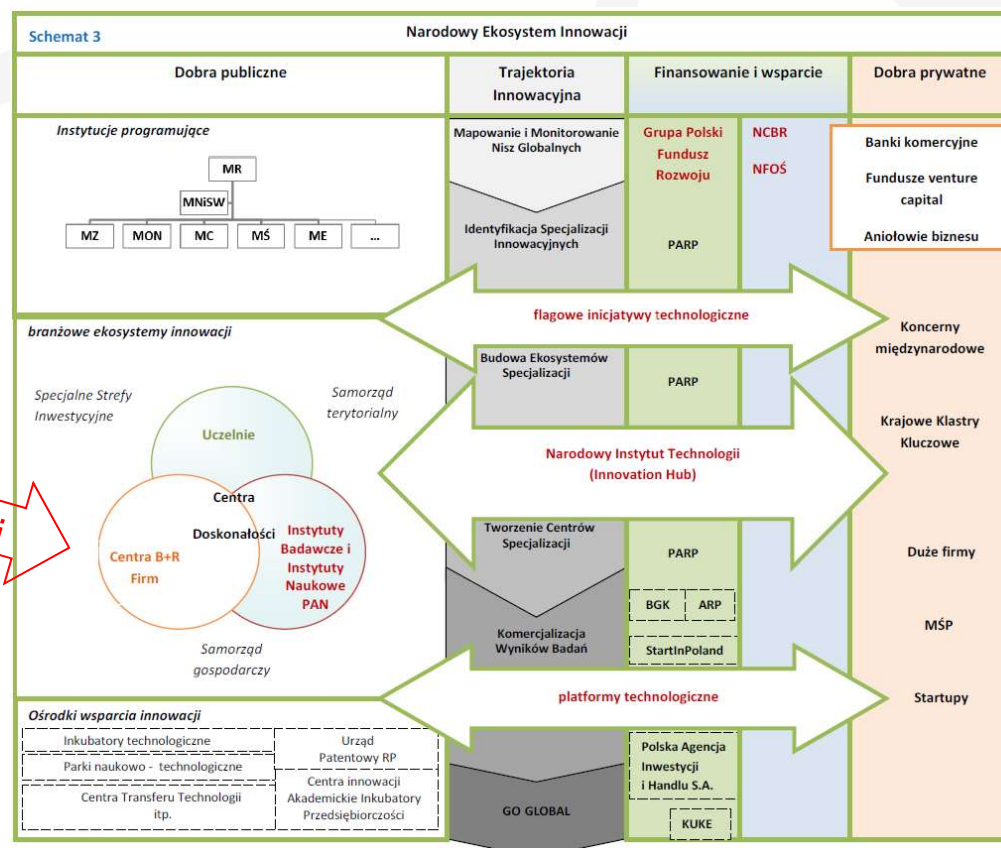 Schemat 3
Narodowy Ekosystem Innowacji
Dobra publiczne
Trajektoria
Innowacyjna
Finansowanie i wsparcie
Dobra prywatne
Instytucje programujące
MR
MNiSW
MZ
MON
MC
MŚ
ME
...
Mapowanie i Monitorowanie
Nisz Globalnych
Identyfikacja Specjalizacji
Innowacyjnych
Grupa Polski
Fundusz
Rozwoju
PARP
NCBR
NFOŚ
Banki komercyjne
Fundusze venture
capital
Aniołowie biznesu
flagowe inicjatywy technologiczne
branżowe ekosystemy innowacji
Specjalne Strefy
Inwestycyjne
Samorząd
terytorialny
Uczelnie
Centra
Doskonałości
Centra B+R
Firm
Instytuty
Badawcze i
Instytuty
Naukowe
PAN
Samorząd
gospodarczy
Budowa Ekosystemów
Specjalizacji
PARP
Narodowy Instytut Technologii
(Innovation Hub)
Tworzenie Centrów
Specjalizacji
PARP
BGK
ARP
Komercjalizacja
Wyników Badań
StartInPoland
platformy technologiczne
Koncerny
międzynarodowe
Krajowe Klastry
Kluczowe
Duże firmy
MŚP
Startupy
Ośrodki wsparcia innowacji
Inkubatory technologiczne
Parki naukowo - technologiczne
Centra Transferu Technologii
itp.
Urząd
Patentowy RP
Centra innowacji
Akademickie Inkubatory
Przedsiębiorczości
GO GLOBAL
Polska Agencja
Inwestycji
i Handlu S.A.
KUKE